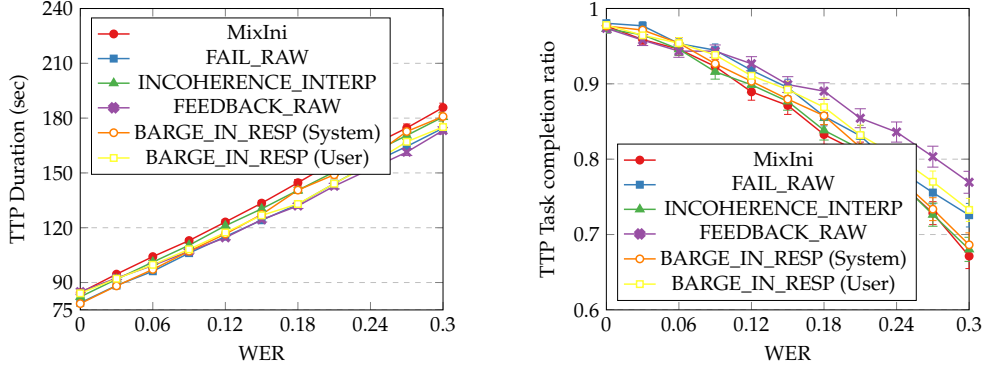 240
210
180
150
120
90
75
TTP Duration (sec)
0 0.06 0.12 0.18 0.24 0.3
WER
MixIni
FAIL_RAW
INCOHERENCE_INTERP
FEEDBACK_RAW
BARGE_IN_RESP (System)
BARGE_IN_RESP (User)
1
0.9
0.8
0.7
0.6
TTP Task completion ratio
0 0.06 0.12 0.18 0.24 0.3
WER
MixIni
FAIL_RAW
INCOHERENCE_INTERP
FEEDBACK_RAW
BARGE_IN_RESP (System)
BARGE_IN_RESP (User)